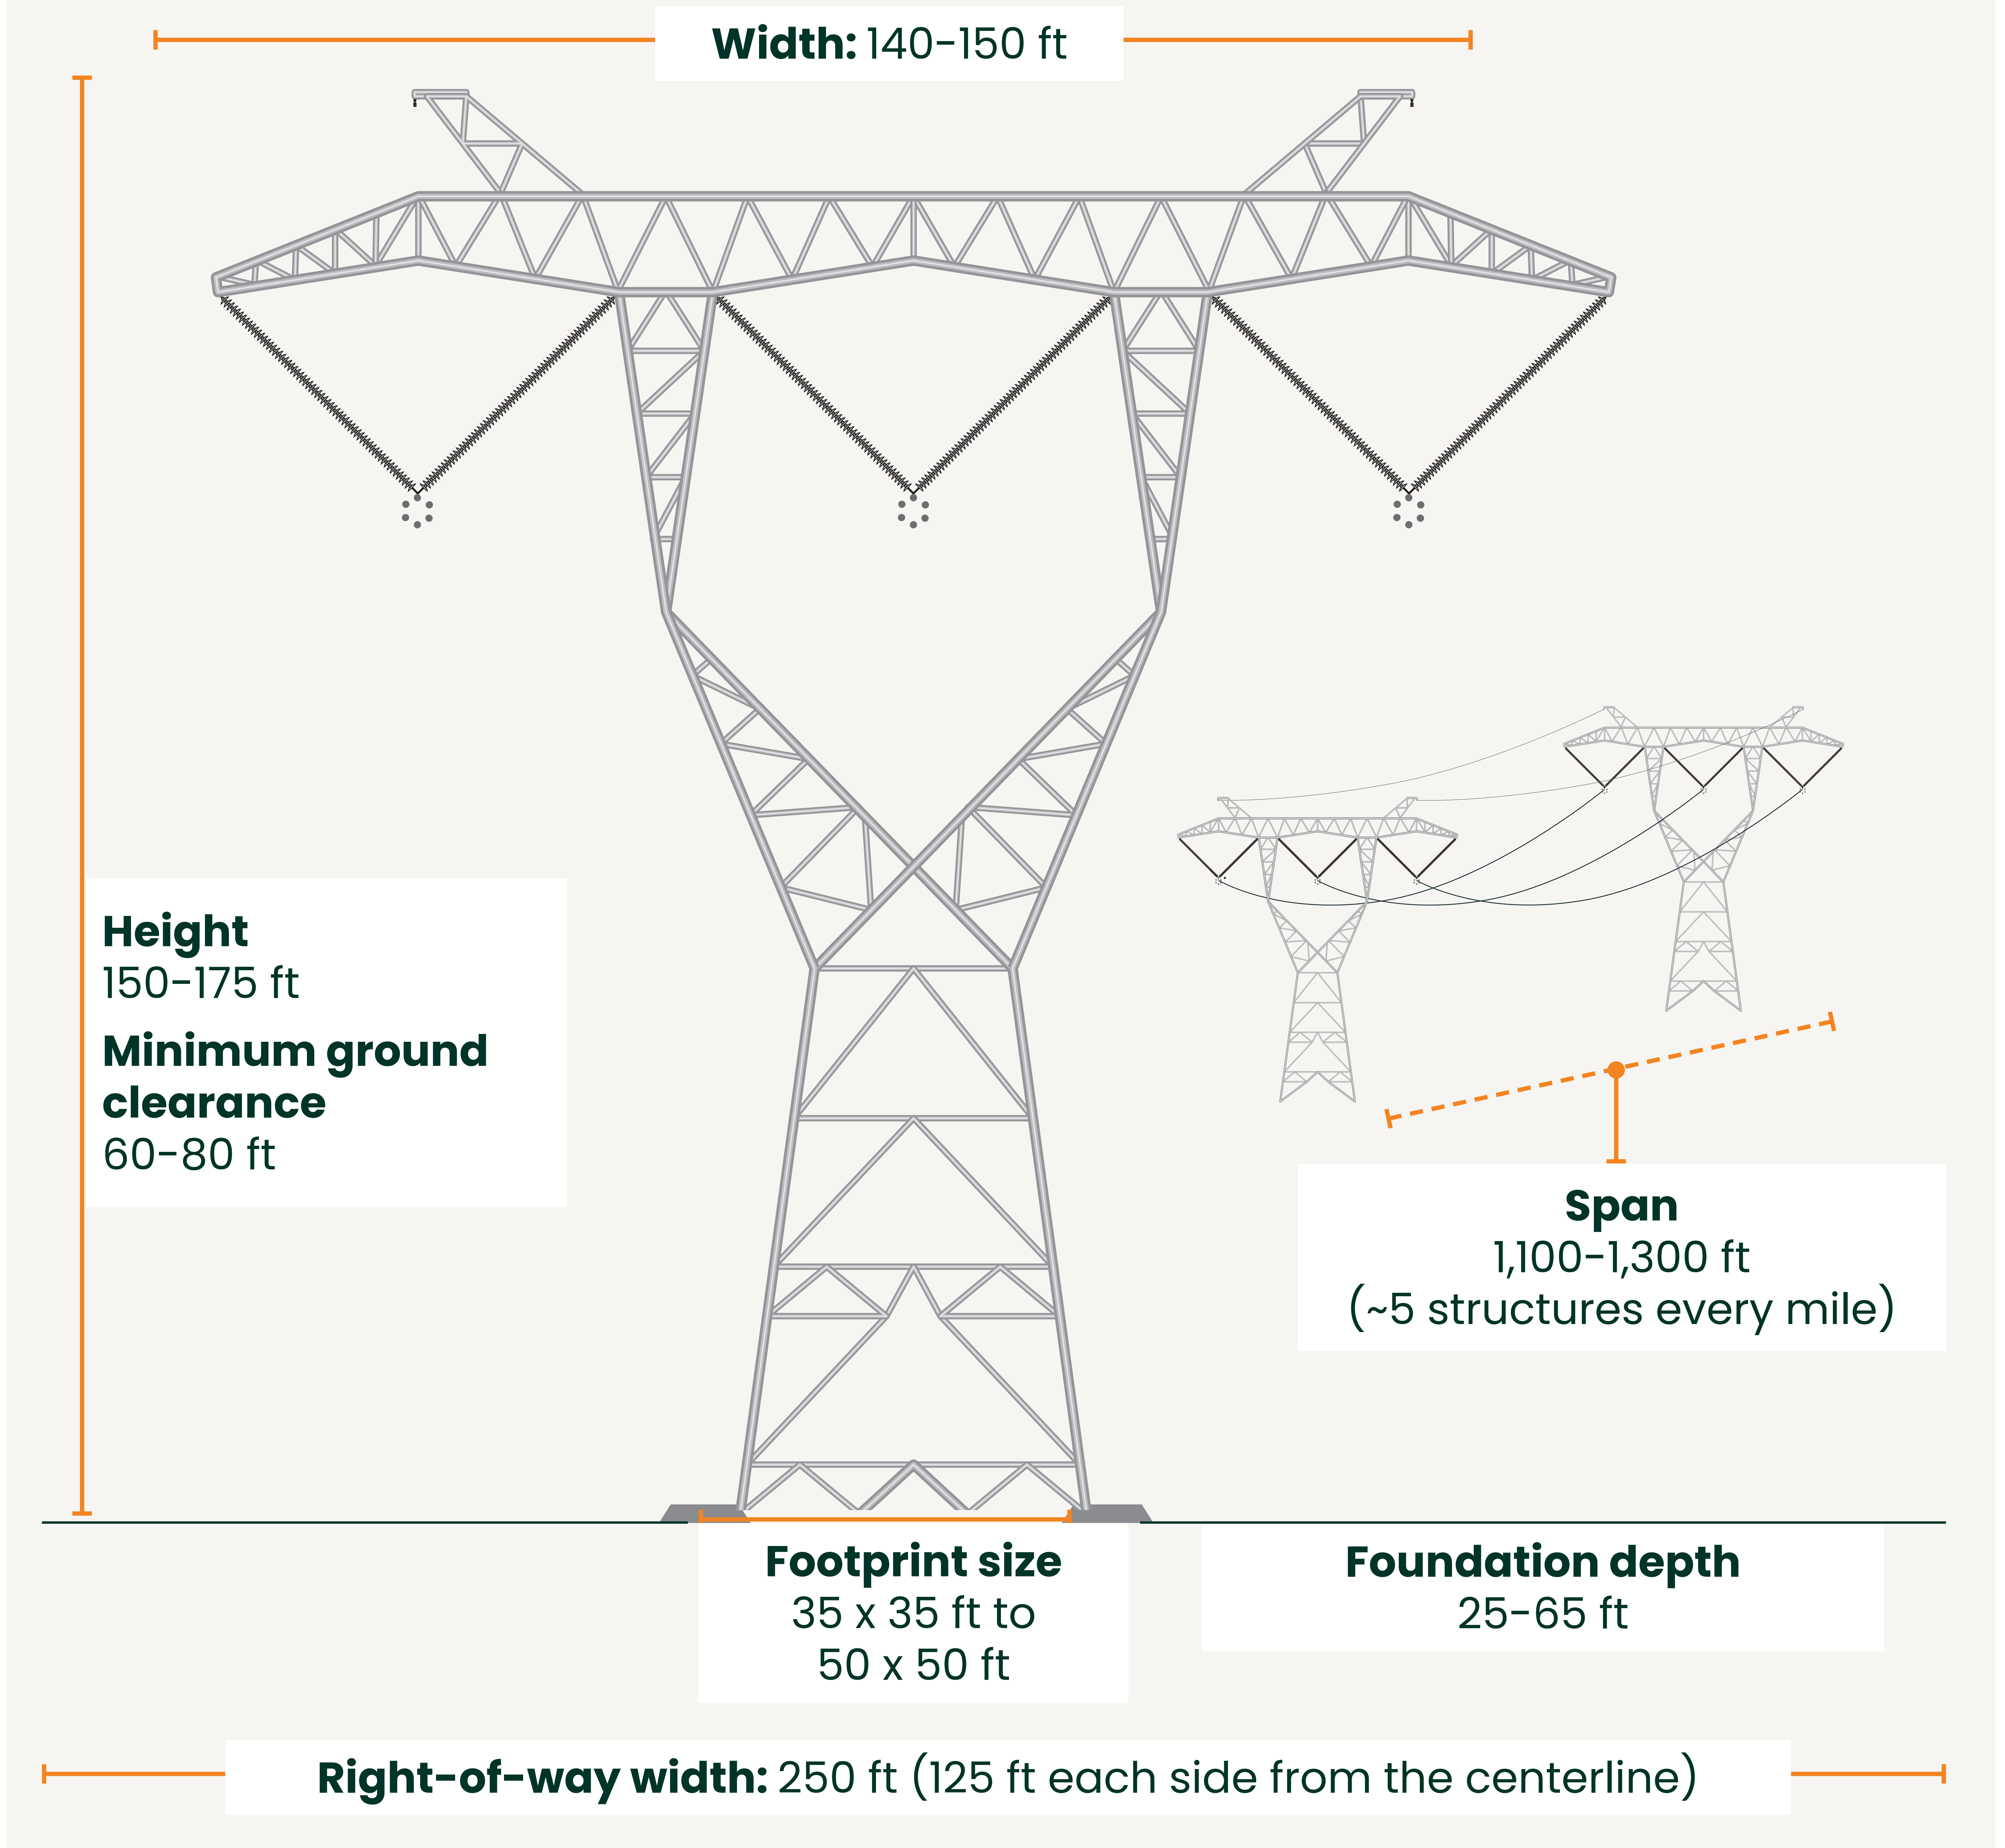 Width: 140-150 ft
Height
150-175 ft
Minimum ground
clearance
60-80 ft
Span
1,100-1,300 ft
(~5 structures every mile)
Footprint size
35 x 35 ft to
50 x 50 ft
Foundation depth
25-65 ft
Right-of-way width: 250 ft (125 ft each side from the centerline)